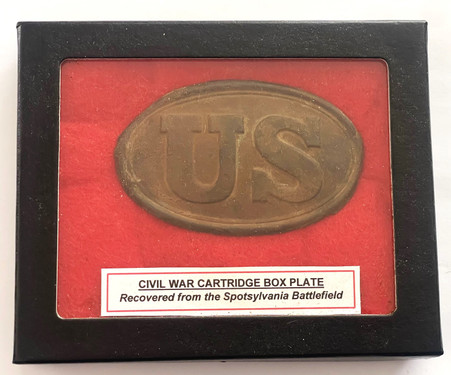 US
CIVIL WAR CARTRIDGE BOX PLATE
Recovered from the Spotsylvania Battlefield